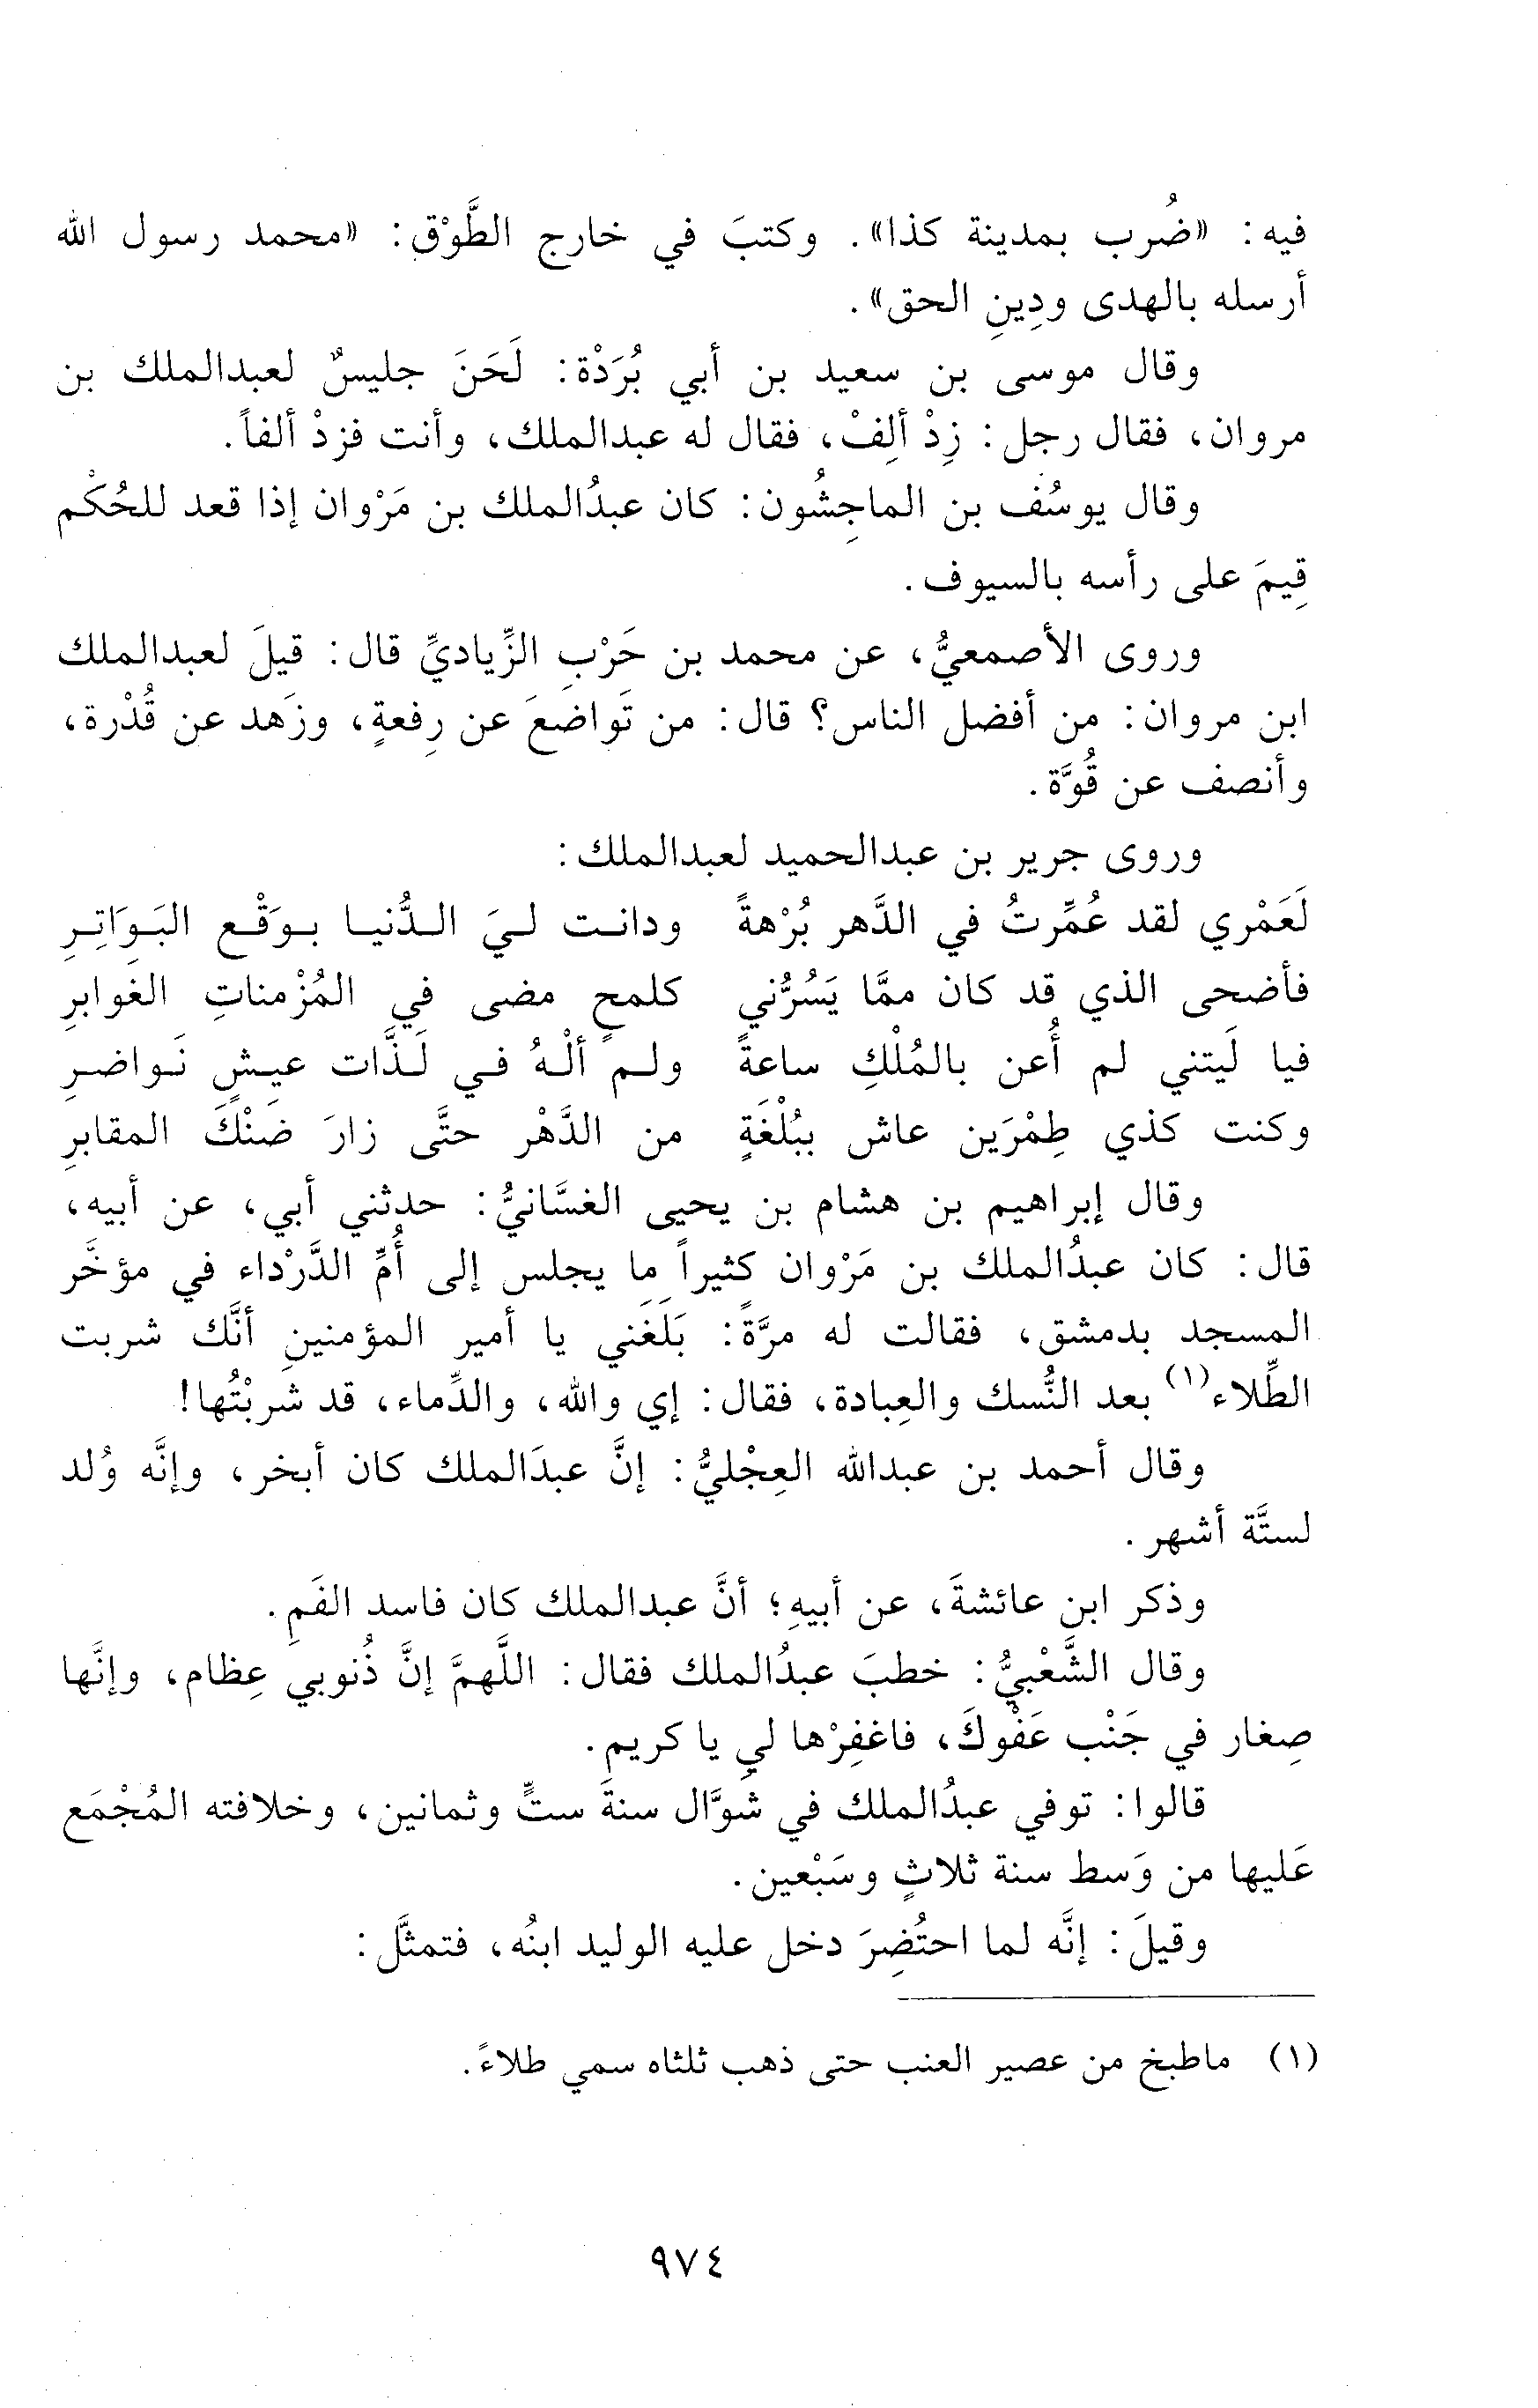 فيه: «ضُرب بمدينة كذا». وكتبَ في خارج الطَّوْق: «محمد رسول الله
أرسله بالهدى ودِينِ الحق».
وقال موسى بن سعيد بن أبي بُرَدْة: لَحَنَ جليسٌ لعبدالملك بن
مروان، فقال رجل: زِدْ ألِفْ، فقال له عبدالملك، وأنت فزدْ ألفاً.
وقال يوسُف بن الماجِشُون: كان عبدُالملك بن مَرْوان إذا قعد للحُكْم
قِيمَ على رأسه بالسيوف.
وروى الأصمعيُّ، عن محمد بن حَرْبِ الزِّياديِّ قال: قيلَ لعبدالملك
ابن مروان: من أفضل الناس؟ قال: من تَواضعَ عن رِفعةٍ، وزَهد عن قُدْرة،
وأنصف عن قُوَّة.
وروى جرير بن عبدالحميد لعبدالملك:
لَعَمْري لقد عُمِّرتُ في الدَّهر بُرْهةً ودانت ليَ الدُّنيا بوَقْع البَوَاتِرِ
فأضحى الذي قد كان ممَّا يَسُرُّني كلمحٍ مضى في المُزْمناتِ الغوابرِ
فيا لَيتني لم أُعن بالمُلْكِ ساعةً ولم ألْهُ في لَذَّات عيشٍ نَواضرِ
وكنت كذي طِمْرَين عاش ببُلْغَةٍ من الدَّهْر حتَّى زارَ ضَنْكَ المقابرِ
وقال إبراهيم بن هشام بن يحيى الغسَّانيُّ: حدثني أبي، عن أبيه،
قال: كان عبدُالملك بن مَرْوان كثيراً ما يجلس إلى أُمِّ الدَّرْداء في مؤخَّر
المسجد بدمشق، فقالت له مرَّةً: بَلَغَني يا أمير المؤمنينِ أنَّك شربت
الطِّلاء(١) بعد النُّسك والعِبادة، فقال: إي والله، والدِّماء، قد شربْتُها!
وقال أحمد بن عبدالله العِجْليُّ: إنَّ عبدَالملك كان أبخر، وإنَّه وُلد
لستَّة أشهر.
وذكر ابن عائشةَ، عن أبيهِ؛ أنَّ عبدالملك كان فاسد الفَمِ.
وقال الشَّعْبيُّ: خطبَ عبدُالملك فقال: اللَّهمَّ إنَّ ذُنوبي عِظام، وإنَّها
صِغار في جَنْب عَفْوكَ، فاغفِرْها لي يا كريم.
قالوا: توفي عبدُالملك في شوَّال سنةَ ستٍّ وثمانين، وخلافته المُجْمَع
عَليها من وَسط سنة ثلاثٍ وسَبْعين.
وقيلَ: إنَّه لما احتُضِرَ دخل عليه الوليد ابنُه، فتمثَّل:
(١) ماطبخ من عصير العنب حتى ذهب ثلثاه سمي طلاءً.
٩٧٤